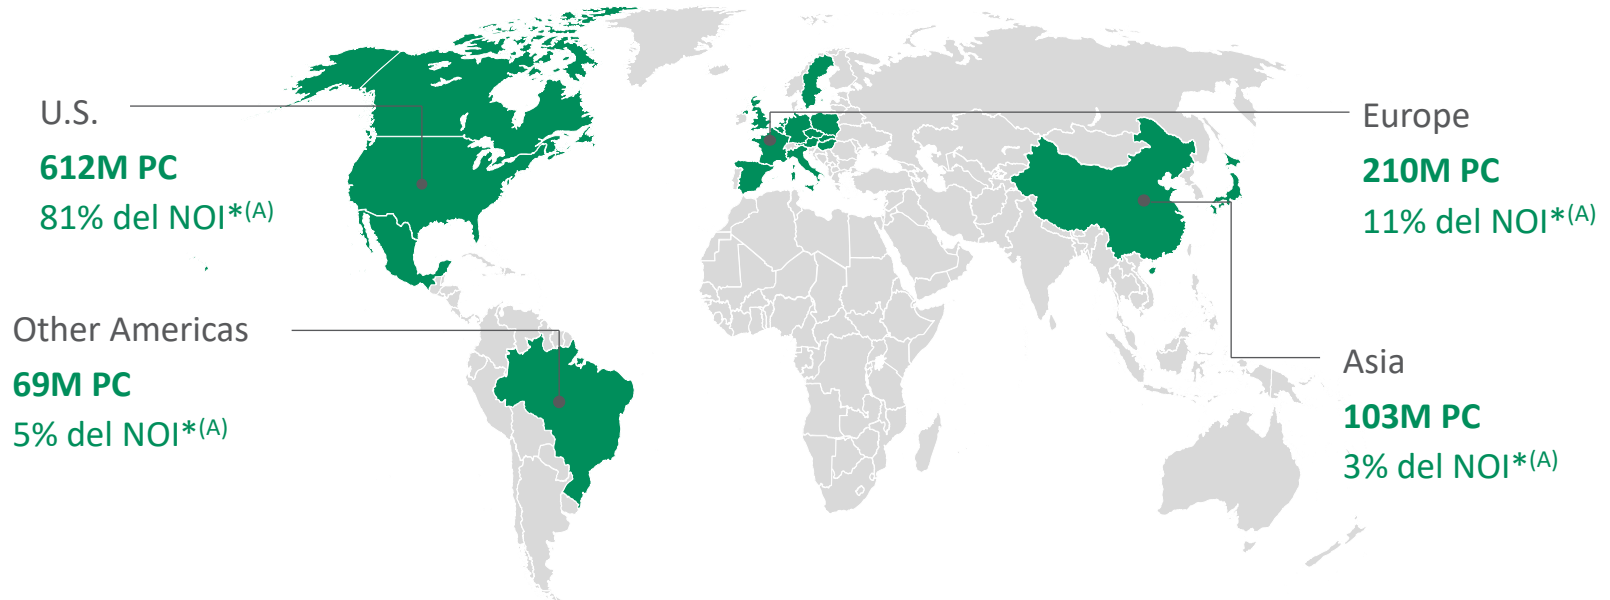 U.S.
612M PC
81% del NOI*(A)
Other Americas
69M PC
5% del NOI*(A)
Europe
210M PC
11% del NOI*(A)
Asia
103M PC
3% del NOI*(A)